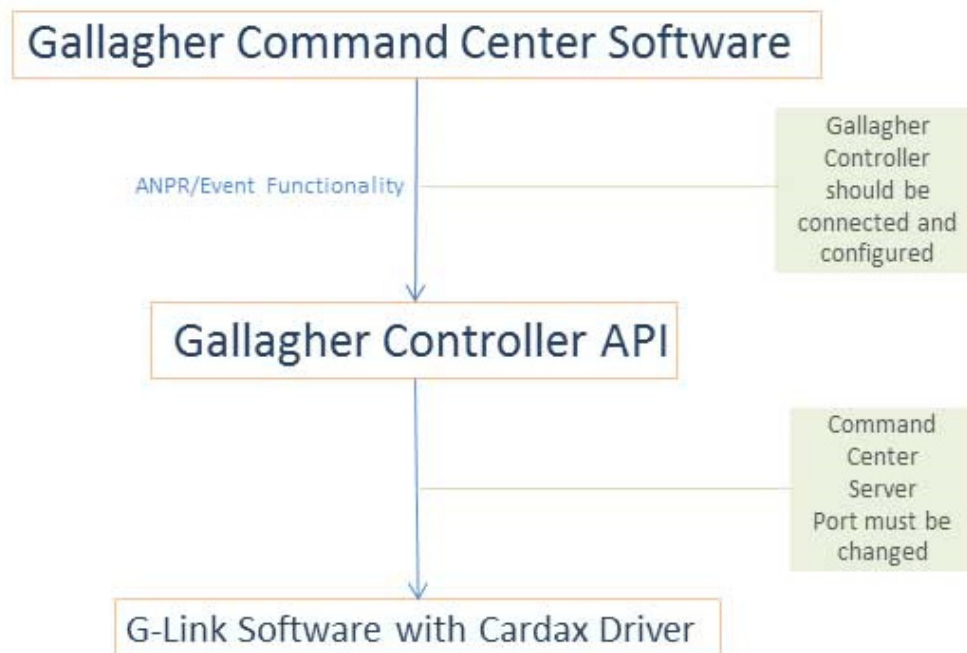 Gallagher Command Center Software
Gallagher
Controller
should be
connected and
configured
ANPR/Event Functionality
Gallagher Controller API
Command
Center
Server
Port must be
changed
G-Link Software with Cardax Driver